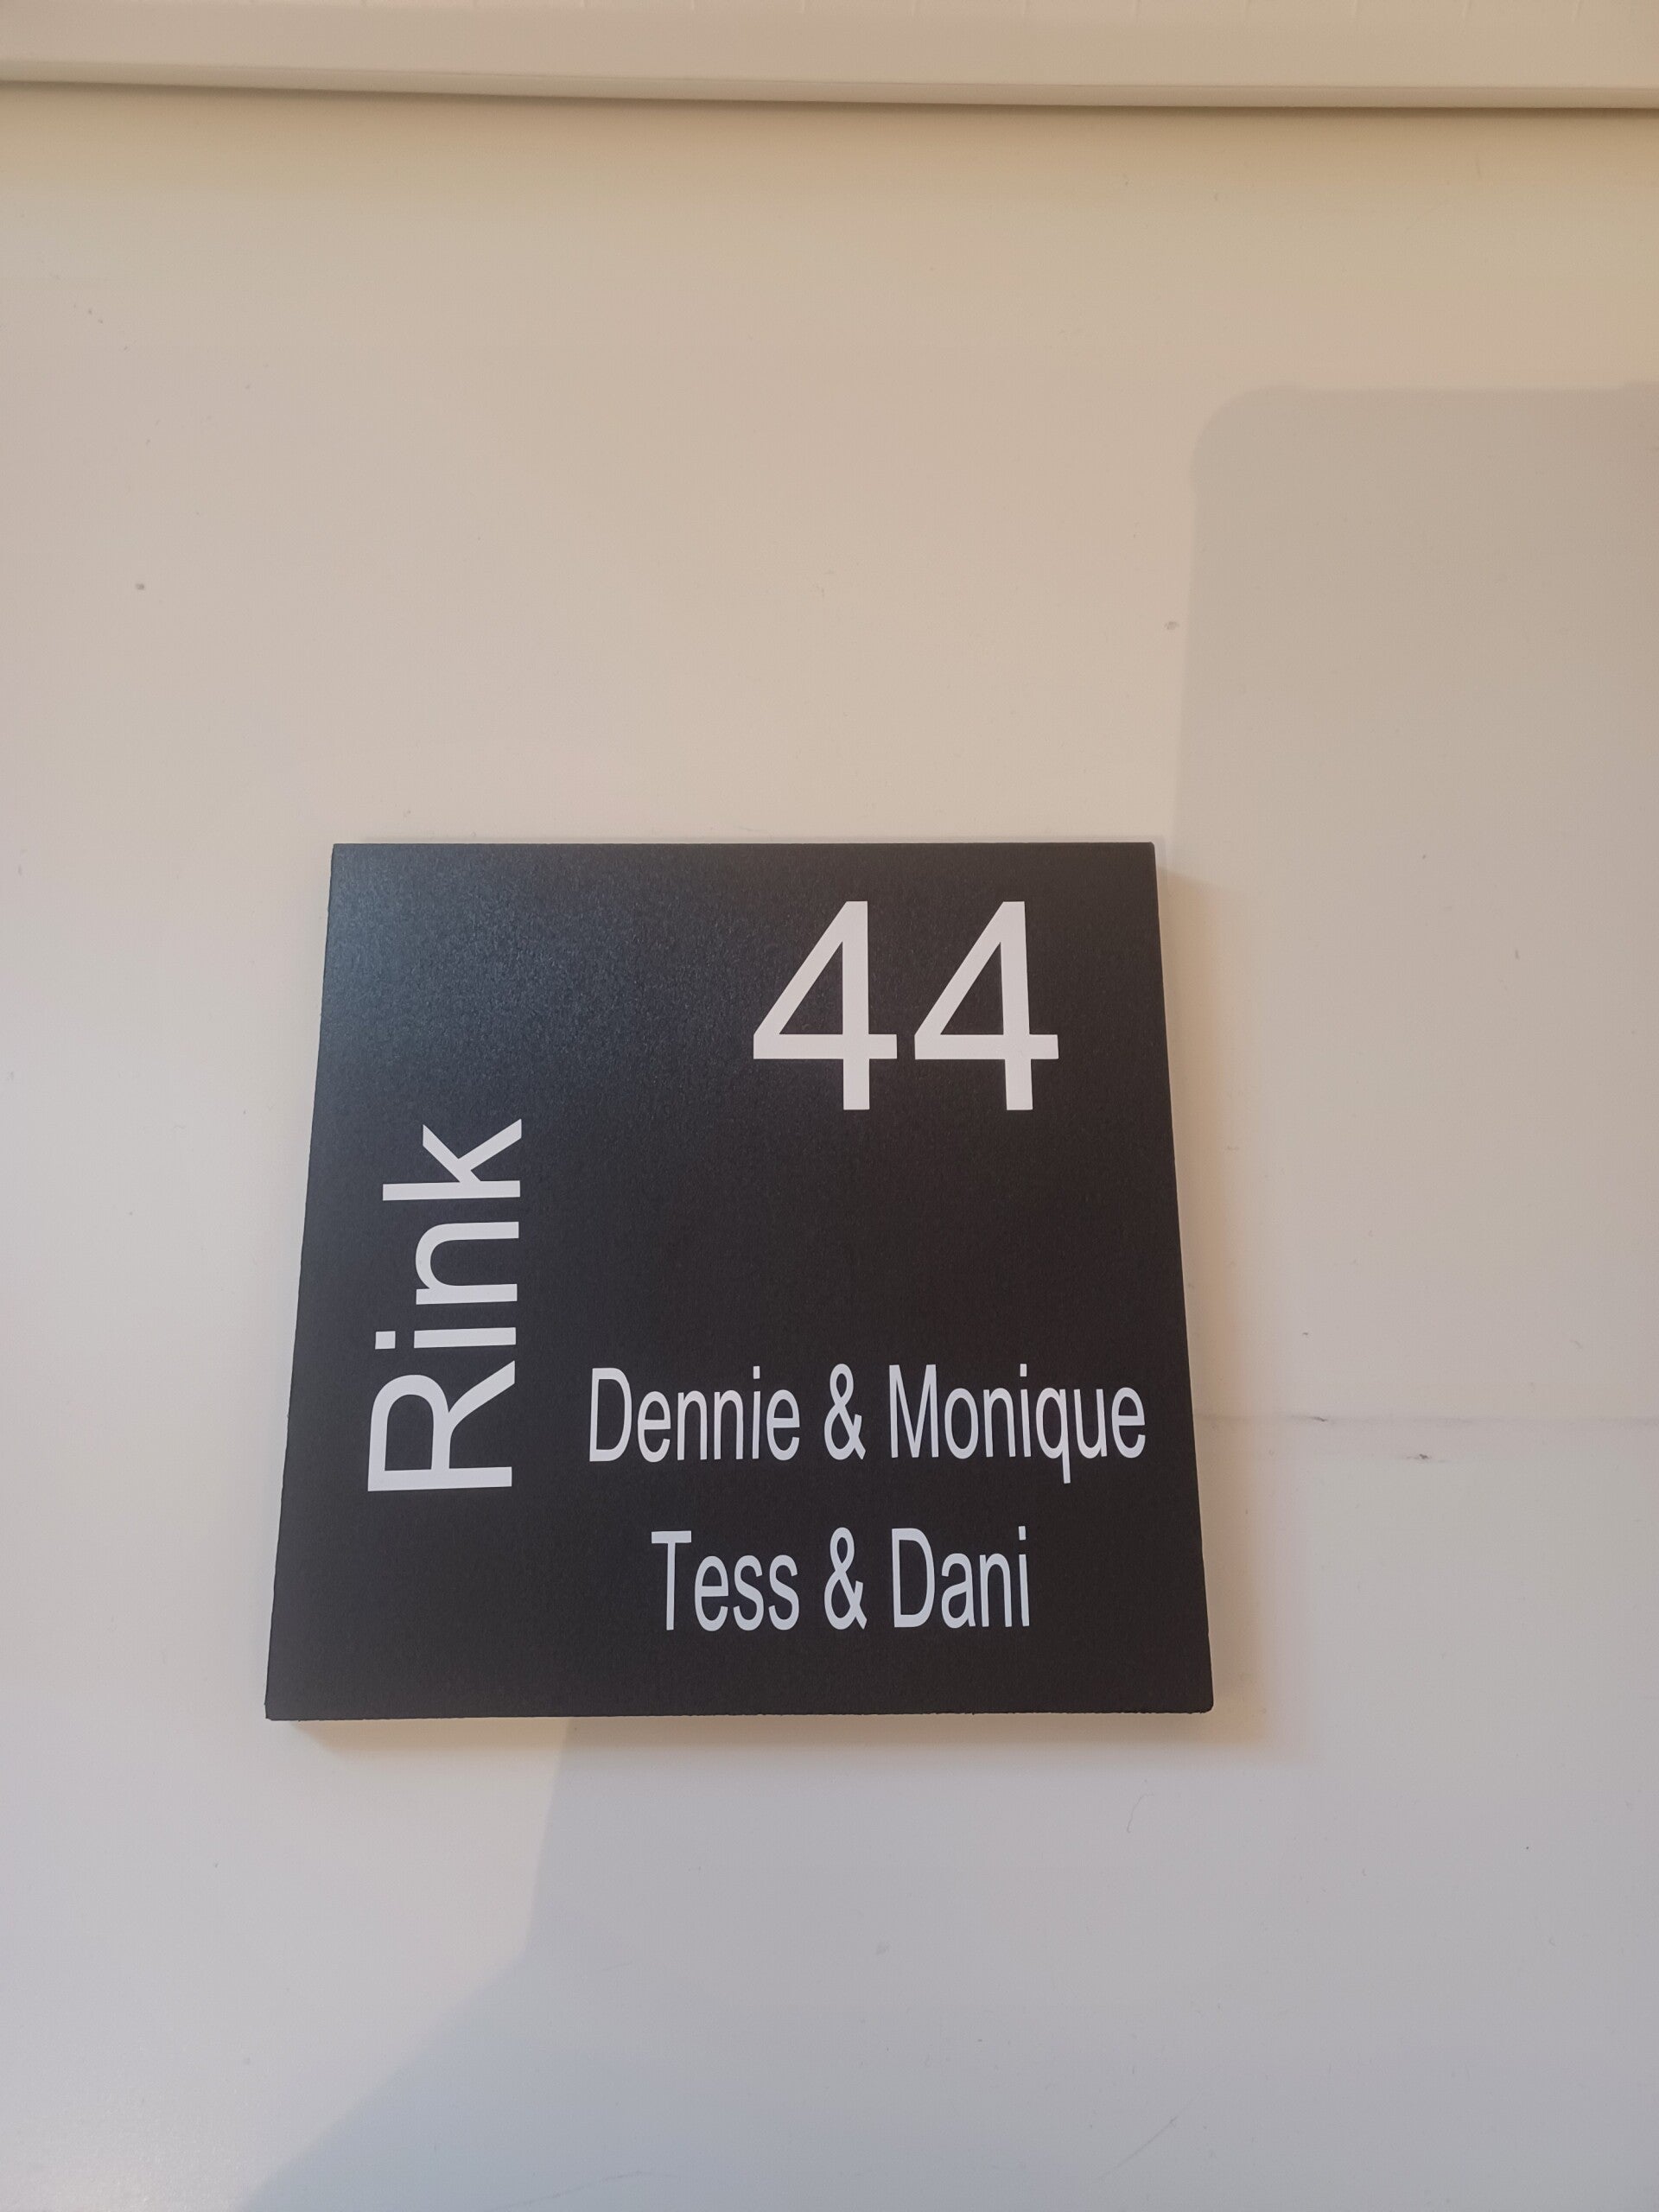 44
Rink
Dennie & Monique
Tess & Dani